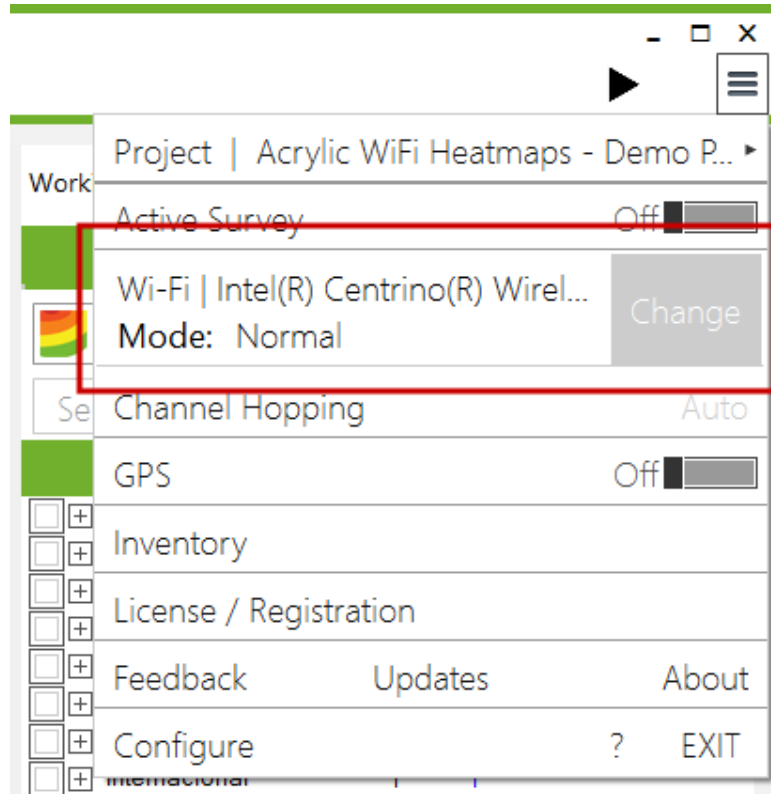 Project | Acrylic WiFi Heatmaps - Demo P...
Work
Active Survey Off
Wi-Fi | Intel(R) Centrino(R) Wirel...
Mode: Normal
Change
Se
Channel Hopping Auto
GPS Off
Inventory
License / Registration
Feedback Updates About
Configure ? EXIT
Internacional